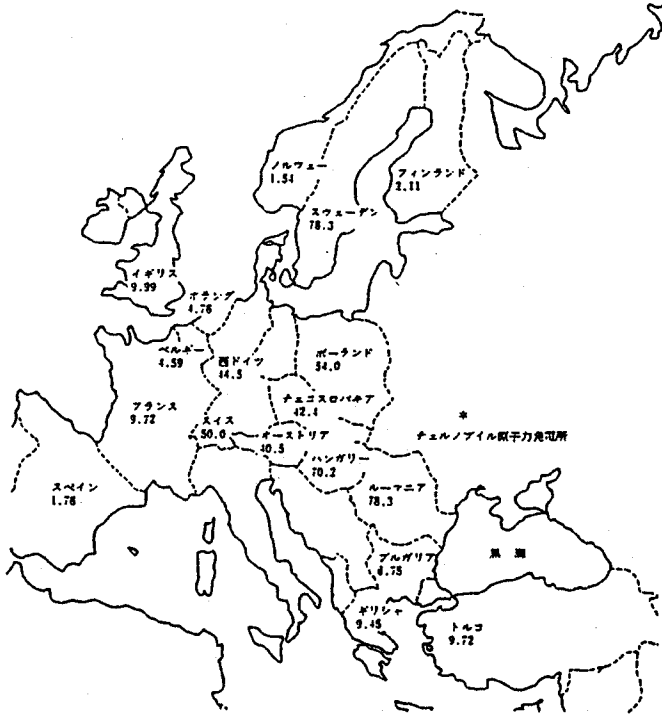 ノルウェー
1.54
フィンランド
2.11
スウェーデン
78.3
イギリス
9.99
オランダ
4.76
ベルギー
4.59
西ドイツ
44.5
ポーランド
54.0
フランス
9.72
チェコスロバキア
42.4
スイス
50.0
オーストリア
40.5
*
チェルノブイル原子力発電所
ハンガリー
70.2
スペイン
1.76
ルーマニア
78.3
ブルガリア
6.75
黒海
ギリシャ
9.45
トルコ
9.72